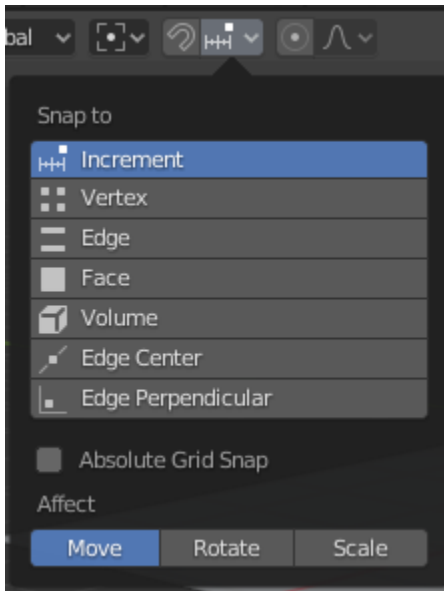 bal
Snap to
Increment
Vertex
Edge
Face
Volume
Edge Center
Edge Perpendicular
Absolute Grid Snap
Affect
Move Rotate Scale